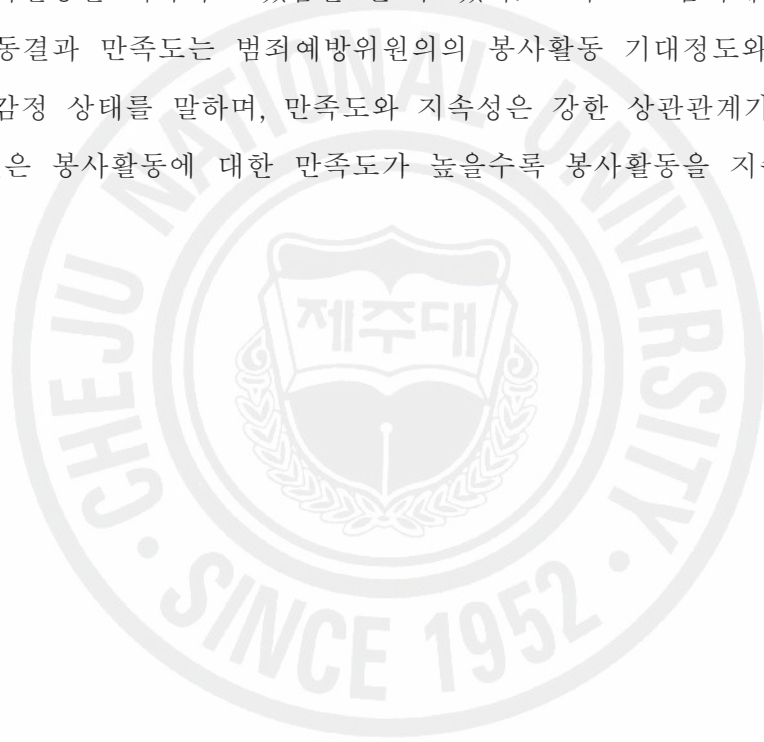 동결과 만족도는 범죄예방위원의의 봉사활동 기대정도와
감정 상태를 말하며, 만족도와 지속성은 강한 상관관계가
은 봉사활동에 대한 만족도가 높을수록 봉사활동을 지
CHEJU NATIONAL UNIVERSITY
제주대
· SINCE 1952 ·